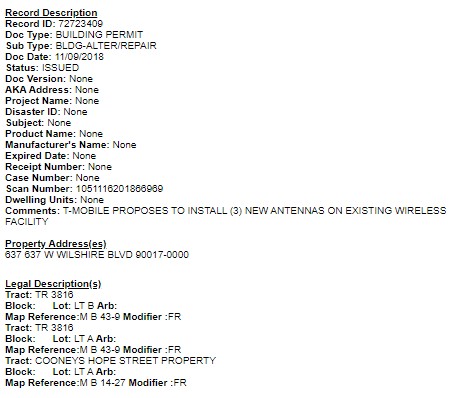 Record Description
Record ID: 72723409
Doc Type: BUILDING PERMIT
Sub Type: BLDG-ALTER/REPAIR
Doc Date: 11/09/2018
Status: ISSUED
Doc Version: None
AKA Address: None
Project Name: None
Disaster ID: None
Subject: None
Product Name: None
Manufacturer's Name: None
Expired Date: None
Receipt Number: None
Case Number: None
Scan Number: 1051116201866969
Dwelling Units: None
Comments: T-MOBILE PROPOSES TO INSTALL (3) NEW ANTENNAS ON EXISTING WIRELESS
FACILITY
Property Address(es)
637 637 W WILSHIRE BLVD 90017-0000
Legal Description(s)
Tract: TR 3816
Block: Lot: LT B Arb:
Map Reference:M B 43-9 Modifier :FR
Tract: TR 3816
Block: Lot: LT A Arb:
Map Reference:M B 43-9 Modifier :FR
Tract: COONEYS HOPE STREET PROPERTY
Block: Lot: LT A Arb:
Map Reference:M B 14-27 Modifier :FR